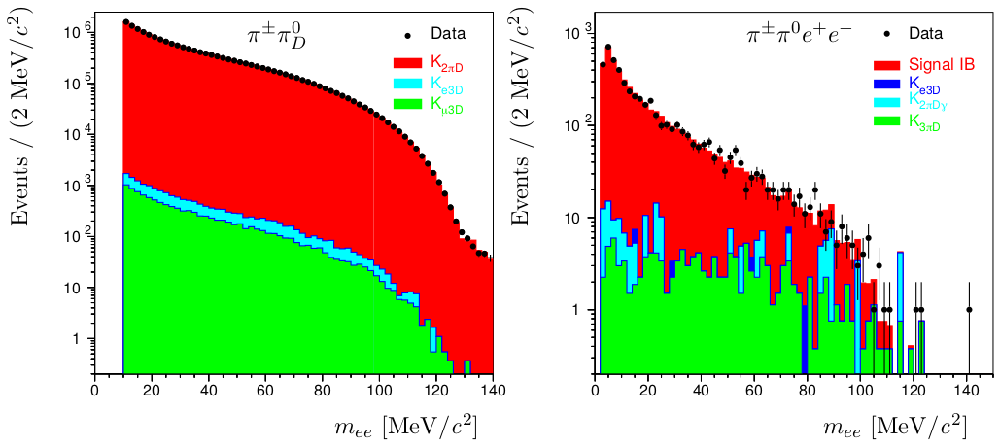 Events / (2 MeV/c²)
π±π⁰D
Data
K2πD
Ke3D
Kμ3D
10⁶
10⁵
10⁴
10³
10²
10
1
0 20 40 60 80 100 120 140
mee [MeV/c²]
Events / (2 MeV/c²)
π±π⁰e⁺e⁻
Data
Signal IB
Ke3D
K2πDγ
K3πD
10³
10²
10
1
0 20 40 60 80 100 120 140
mee [MeV/c²]